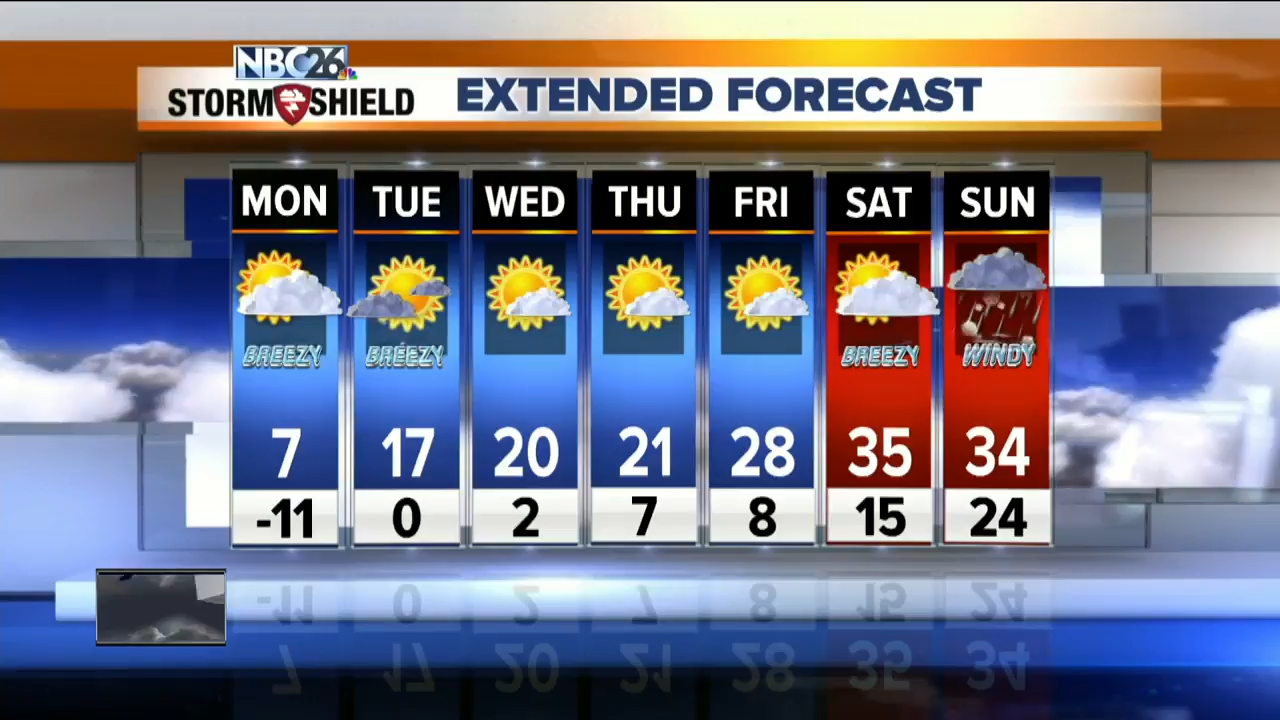 NBC26
STORM SHIELD
EXTENDED FORECAST
MON TUE WED THU FRI SAT SUN
BREEZY BREEZY BREEZY WINDY
7 17 20 21 28 35 34
-11 0 2 7 8 15 24